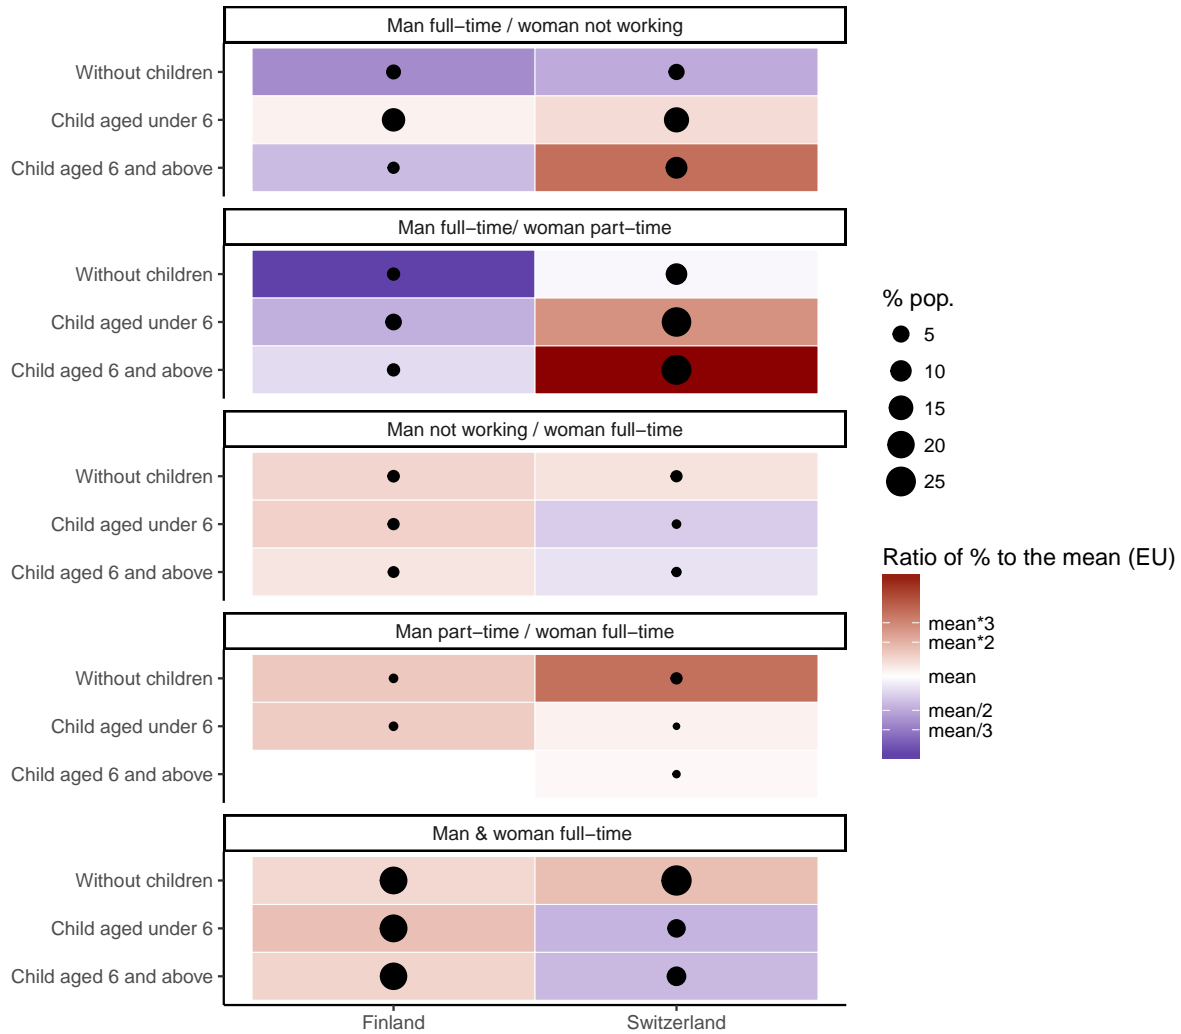 Man full−time / woman not working
Without children
Child aged under 6
Child aged 6 and above
Man full−time/ woman part−time
Without children
Child aged under 6
Child aged 6 and above
Man not working / woman full−time
Without children
Child aged under 6
Child aged 6 and above
Man part−time / woman full−time
Without children
Child aged under 6
Child aged 6 and above
Man & woman full−time
Without children
Child aged under 6
Child aged 6 and above
Finland
Switzerland
% pop.
5
10
15
20
25
Ratio of % to the mean (EU)
mean*3
mean*2
mean
mean/2
mean/3